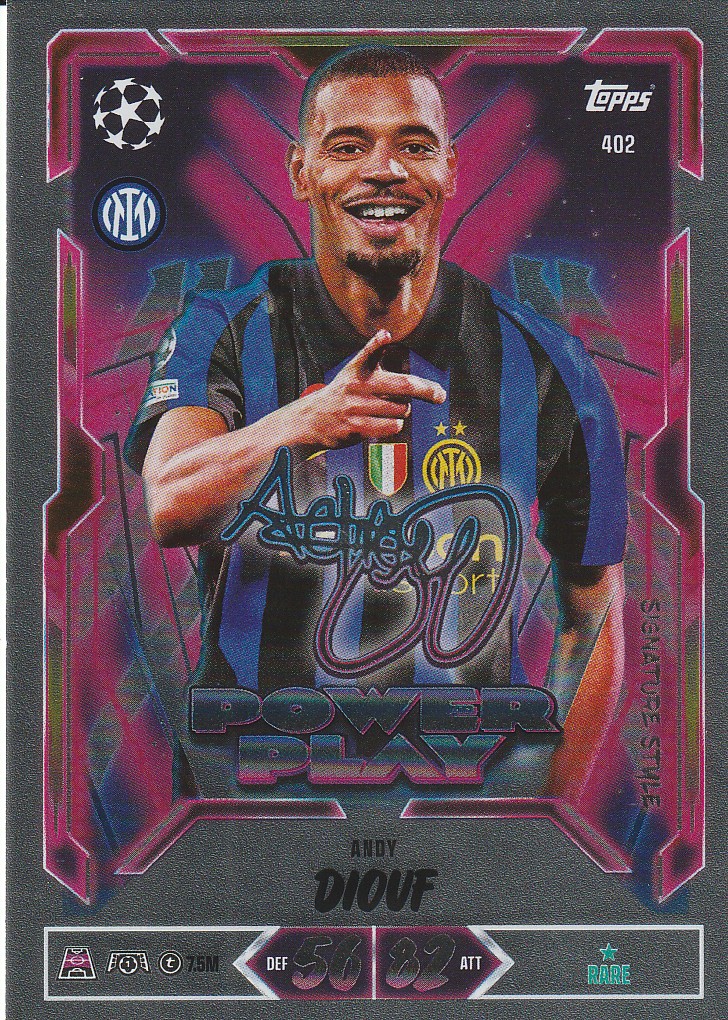 TOPPS
402
SIGNATURE STYLE
POWER
PLAY
ANDY
DIOUF
7.5M
DEF 56 82 ATT
RARE